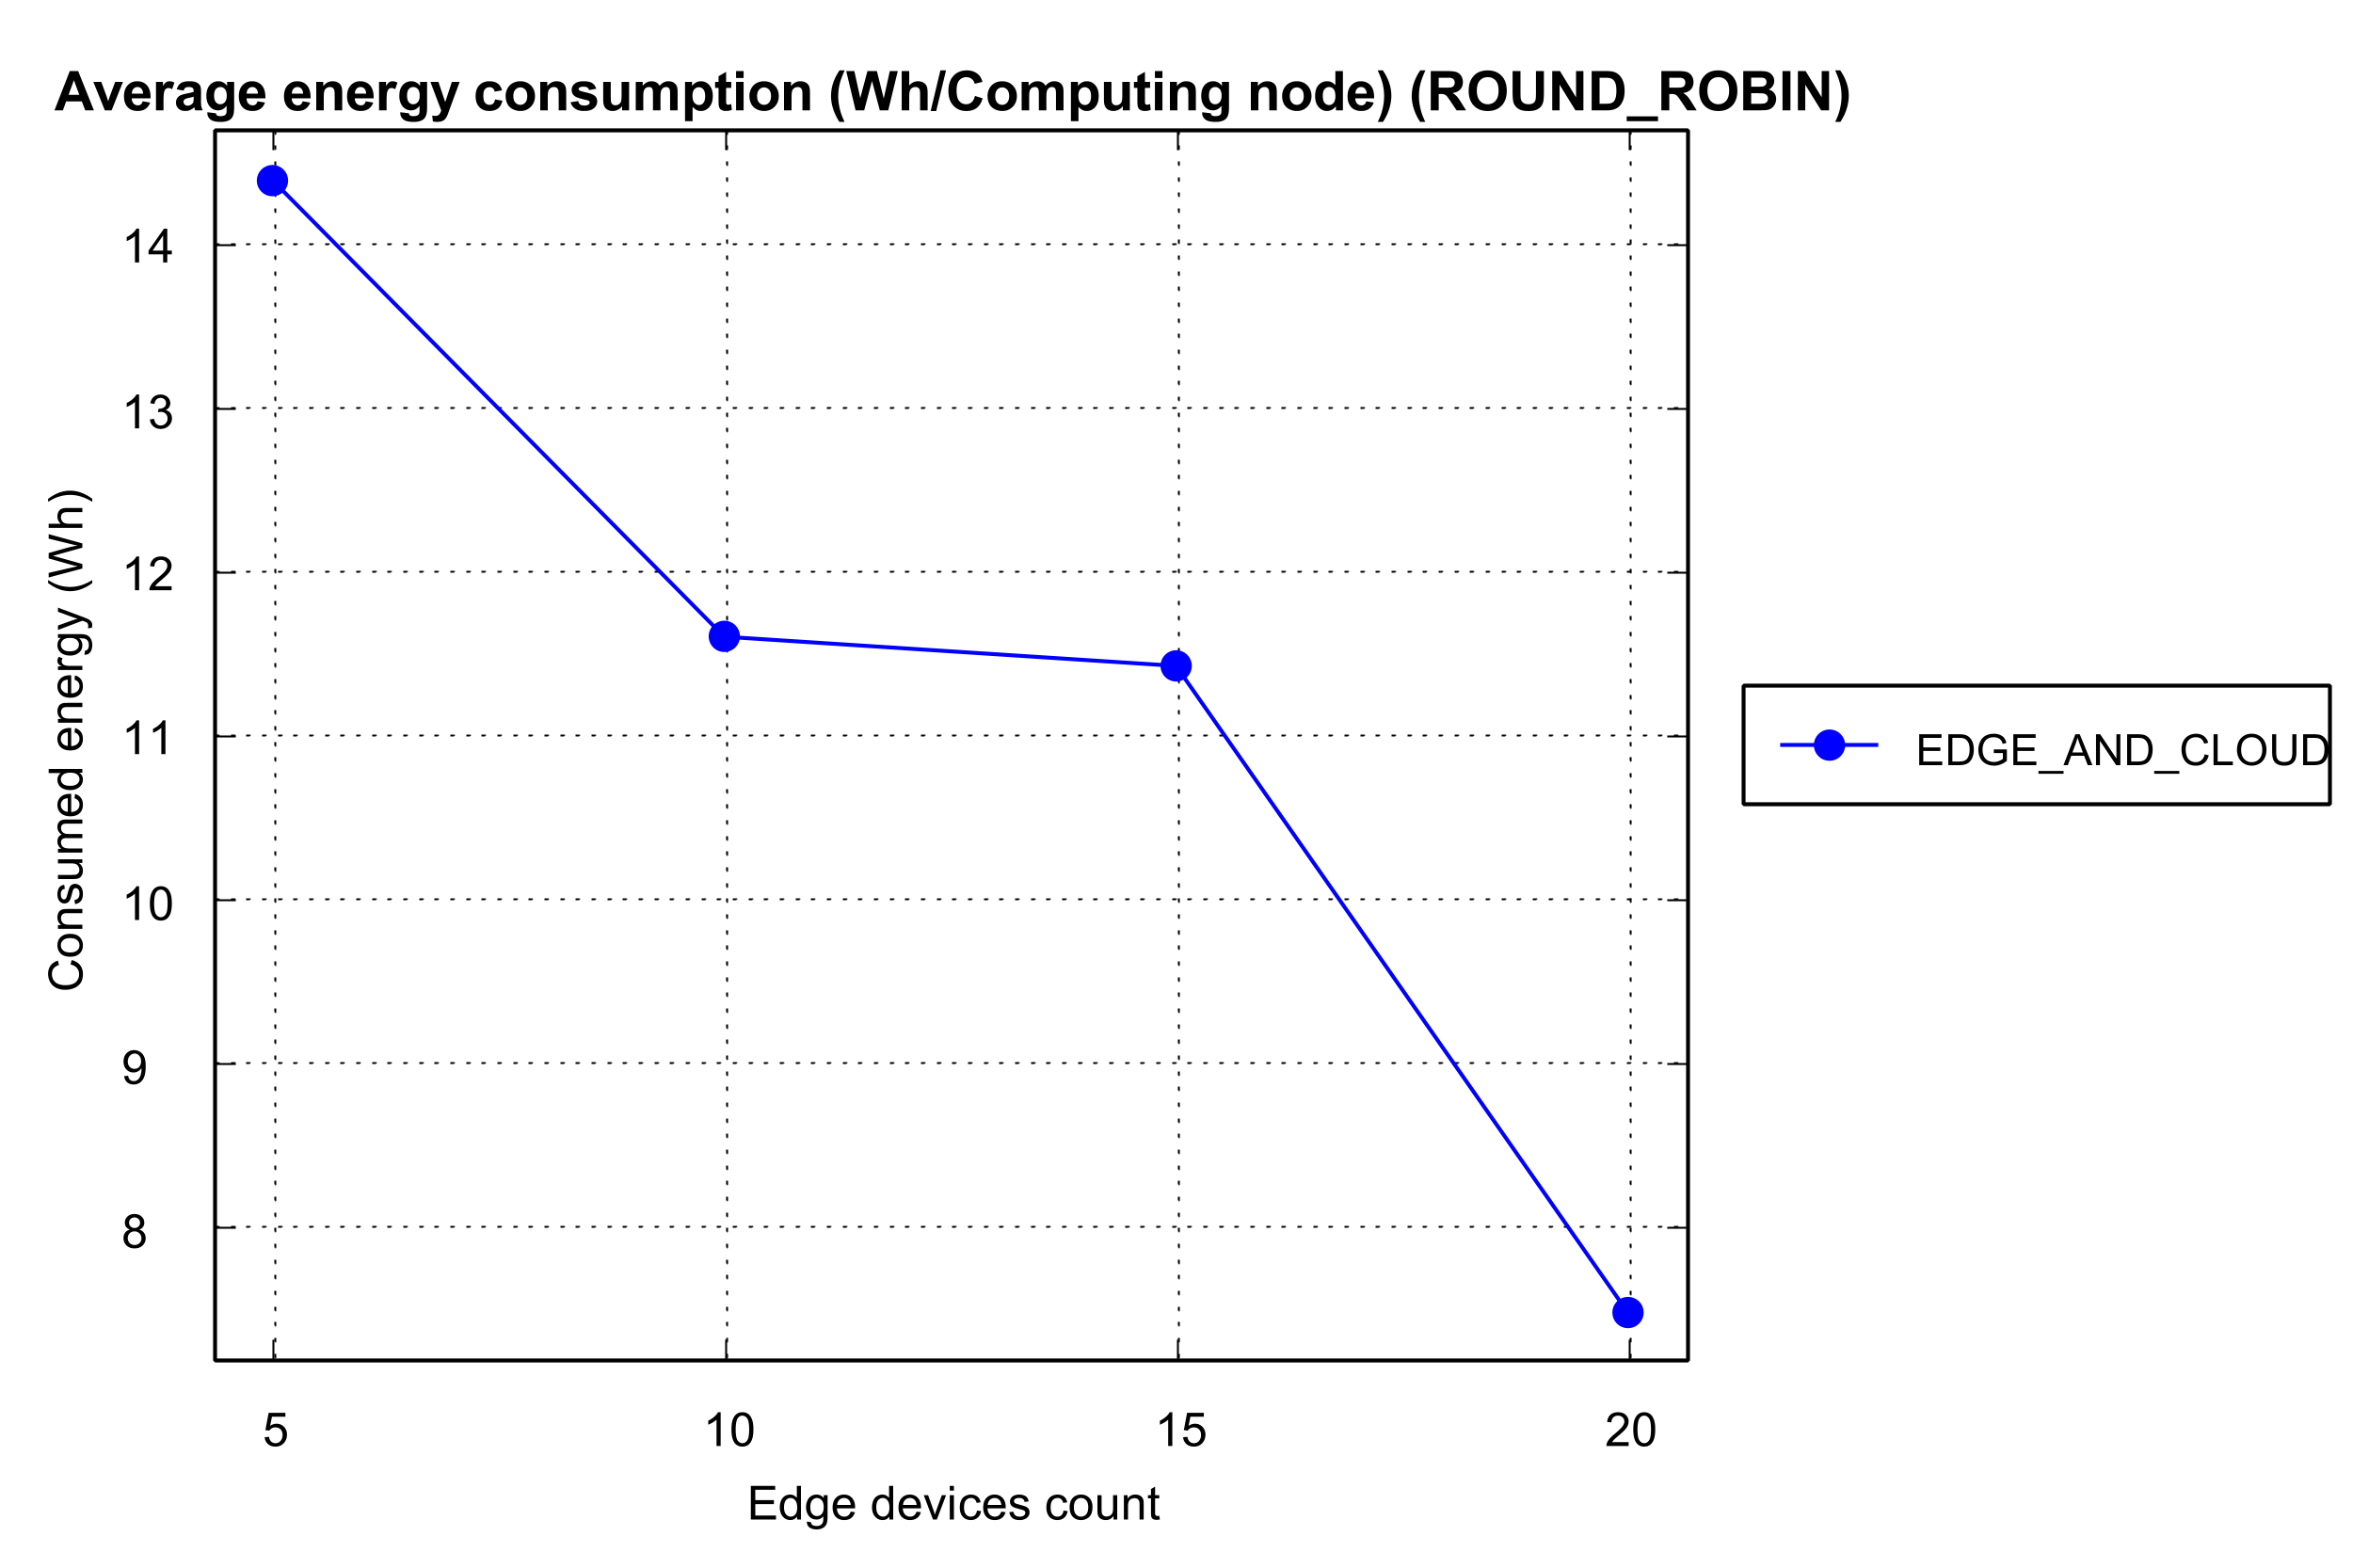 Average energy consumption (Wh/Computing node) (ROUND_ROBIN)
14
13
12
11
10
9
8
Consumed energy (Wh)
5 10 15 20
Edge devices count
EDGE_AND_CLOUD